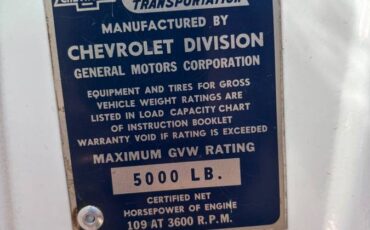 TRANSPORTATION
MANUFACTURED BY
CHEVROLET DIVISION
GENERAL MOTORS CORPORATION
EQUIPMENT AND TIRES FOR GROSS
VEHICLE WEIGHT RATINGS ARE
LISTED IN LOAD CAPACITY CHART
OF INSTRUCTION BOOKLET
WARRANTY VOID IF RATING IS EXCEEDED
MAXIMUM GVW RATING
5000 LB.
CERTIFIED NET
HORSEPOWER OF ENGINE
109 AT 3600 R.P.M.